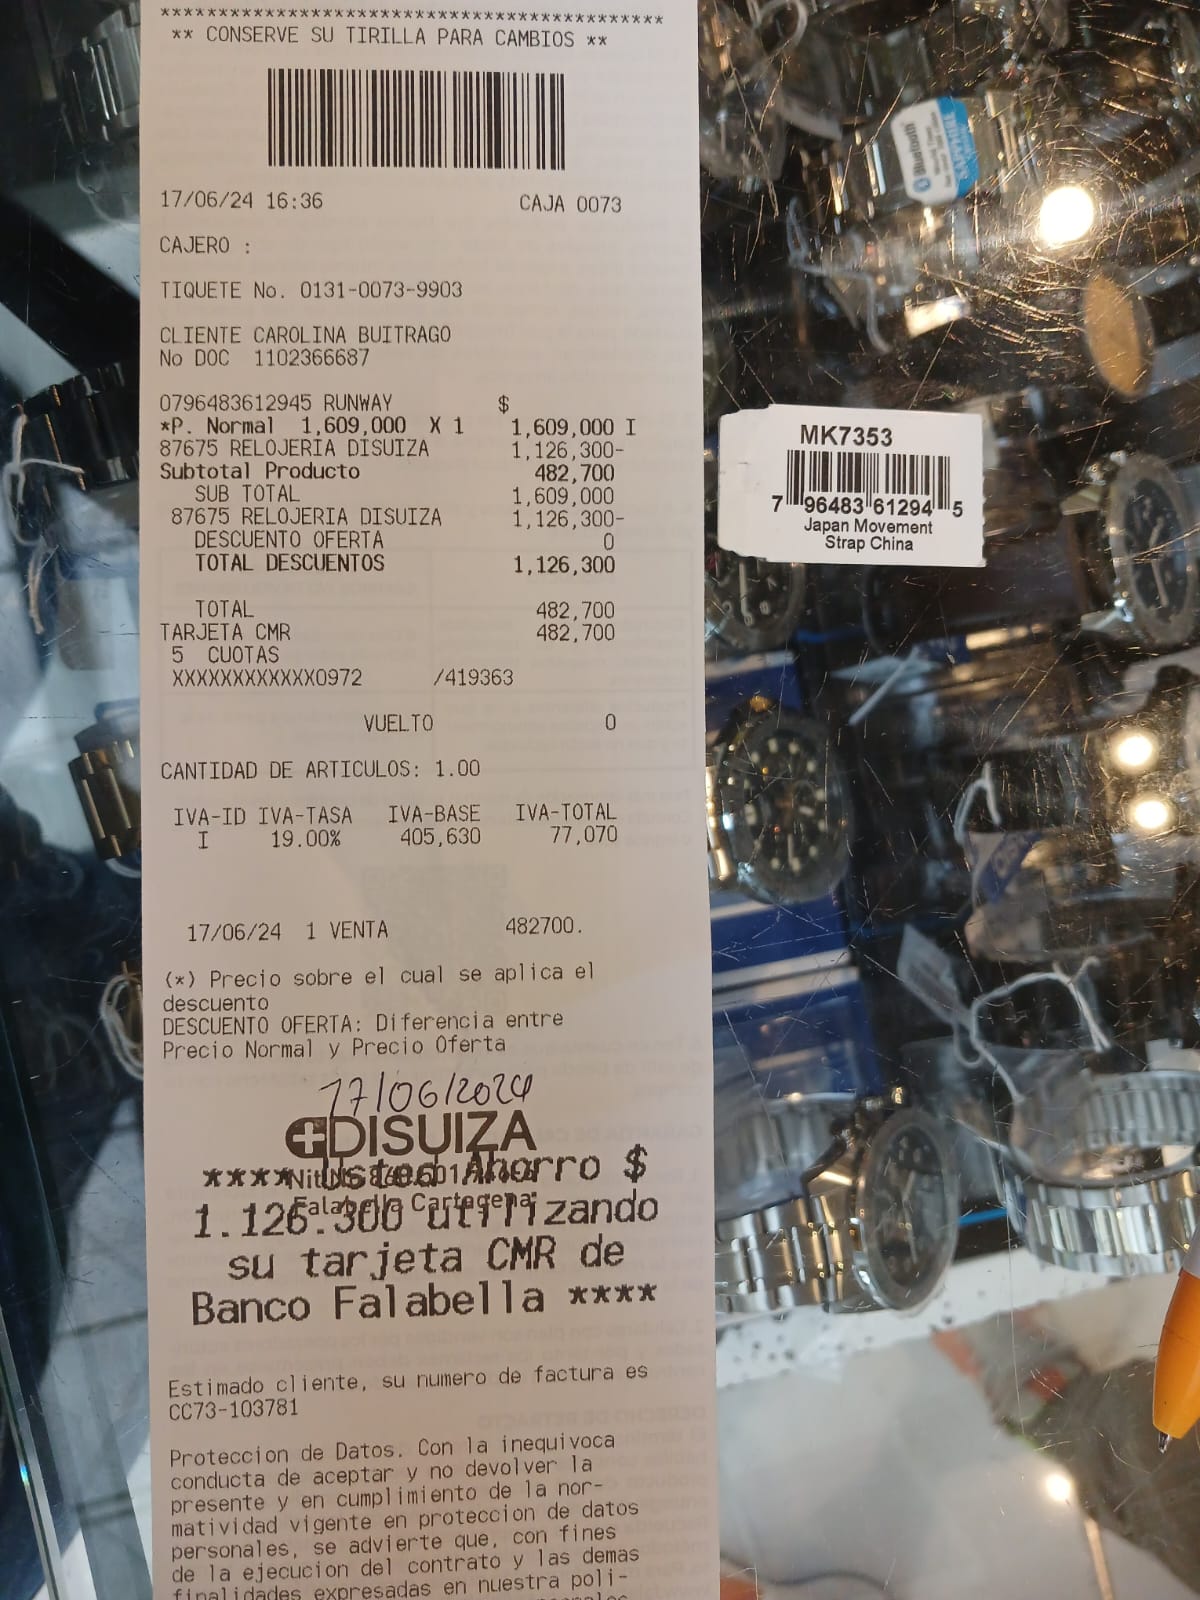 ******************************************
** CONSERVE SU TIRILLA PARA CAMBIOS **
17/06/24 16:36 CAJA 0073
CAJERO :
TIQUETE No. 0131-0073-9903
CLIENTE CAROLINA BUITRAGO
No DOC 1102366687
0796483612945 RUNWAY $
*P. Normal 1,609,000 X 1 1,609,000 I
87675 RELOJERIA DISUIZA 1,126,300-
Subtotal Producto 482,700
SUB TOTAL 1,609,000
87675 RELOJERIA DISUIZA 1,126,300-
DESCUENTO OFERTA 0
TOTAL DESCUENTOS 1,126,300
TOTAL 482,700
TARJETA CMR 482,700
5 CUOTAS
XXXXXXXXXXXX0972 /419363
VUELTO 0
CANTIDAD DE ARTICULOS: 1.00
IVA-ID IVA-TASA IVA-BASE IVA-TOTAL
I 19.00% 405,630 77,070
17/06/24 1 VENTA 482700.
(*) Precio sobre el cual se aplica el
descuento
DESCUENTO OFERTA: Diferencia entre
Precio Normal y Precio Oferta
17/06/2024
DISUIZA
Falabella Cartagena
**** Usted Ahorro $
1.126.300 utilizando
su tarjeta CMR de
Banco Falabella ****
Estimado cliente, su numero de factura es
CC73-103781
Proteccion de Datos. Con la inequivoca
conducta de aceptar y no devolver la
presente y en cumplimiento de la nor-
matividad vigente en proteccion de datos
personales, se advierte que, con fines
de la ejecucion del contrato y las demas
finalidades expresadas en nuestra poli-
MK7353
7 96483 61294 5
Japan Movement
Strap China
Bluetooth